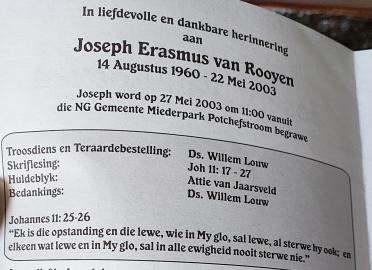 In liefdevolle en dankbare herinnering
aan
Joseph Erasmus van Rooyen
14 Augustus 1960 - 22 Mei 2003
Joseph word op 27 Mei 2003 om 11:00 vanuit
die NG Gemeente Miederpark Potchefstroom begrawe
Troosdiens en Teraardebestelling: Ds. Willem Louw
Skriflesing: Joh 11: 17 - 27
Huldeblyk: Attie van Jaarsveld
Bedankings: Ds. Willem Louw
Johannes 11: 25-26
"Ek is die opstanding en die lewe, wie in My glo, sal lewe, al sterwe hy ook; en
elkeen wat lewe en in My glo, sal in alle ewigheid nooit sterwe nie."